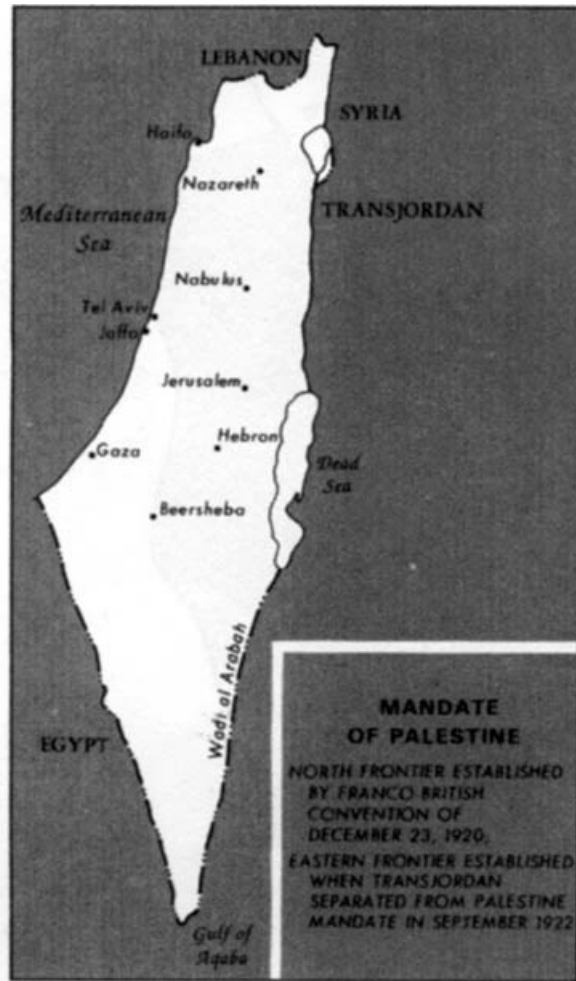 LEBANON
SYRIA
Haifa
Nazareth
Mediterranean
Sea
TRANSJORDAN
Nabulus
Tel Aviv
Jaffa
Jerusalem
Hebron
Gaza
Dead
Sea
Beersheba
Wadi al Arabah
EGYPT
Gulf of
Aqaba
MANDATE
OF PALESTINE
NORTH FRONTIER ESTABLISHED
BY FRANCO-BRITISH
CONVENTION OF
DECEMBER 23, 1920;
EASTERN FRONTIER ESTABLISHED
WHEN TRANSJORDAN
SEPARATED FROM PALESTINE
MANDATE IN SEPTEMBER 1922